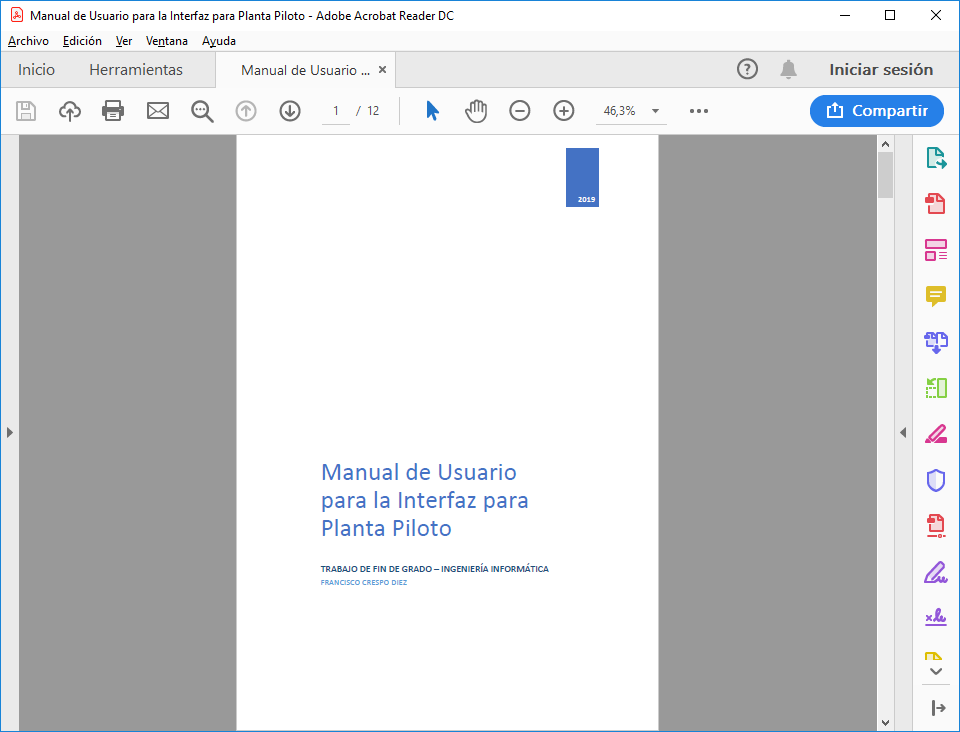 Manual de Usuario para la Interfaz para Planta Piloto - Adobe Acrobat Reader DC
Archivo Edición Ver Ventana Ayuda
Inicio Herramientas Manual de Usuario ... × ? Iniciar sesión
1 / 12 46,3% Compartir
2019
Manual de Usuario
para la Interfaz para
Planta Piloto
TRABAJO DE FIN DE GRADO – INGENIERÍA INFORMÁTICA
FRANCISCO CRESPO DIEZ